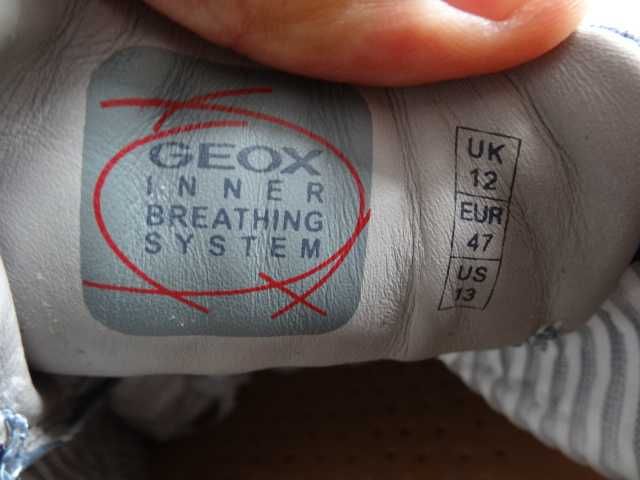 GEOX
INNER
BREATHING
SYSTEM
UK
12
EUR
47
US
13